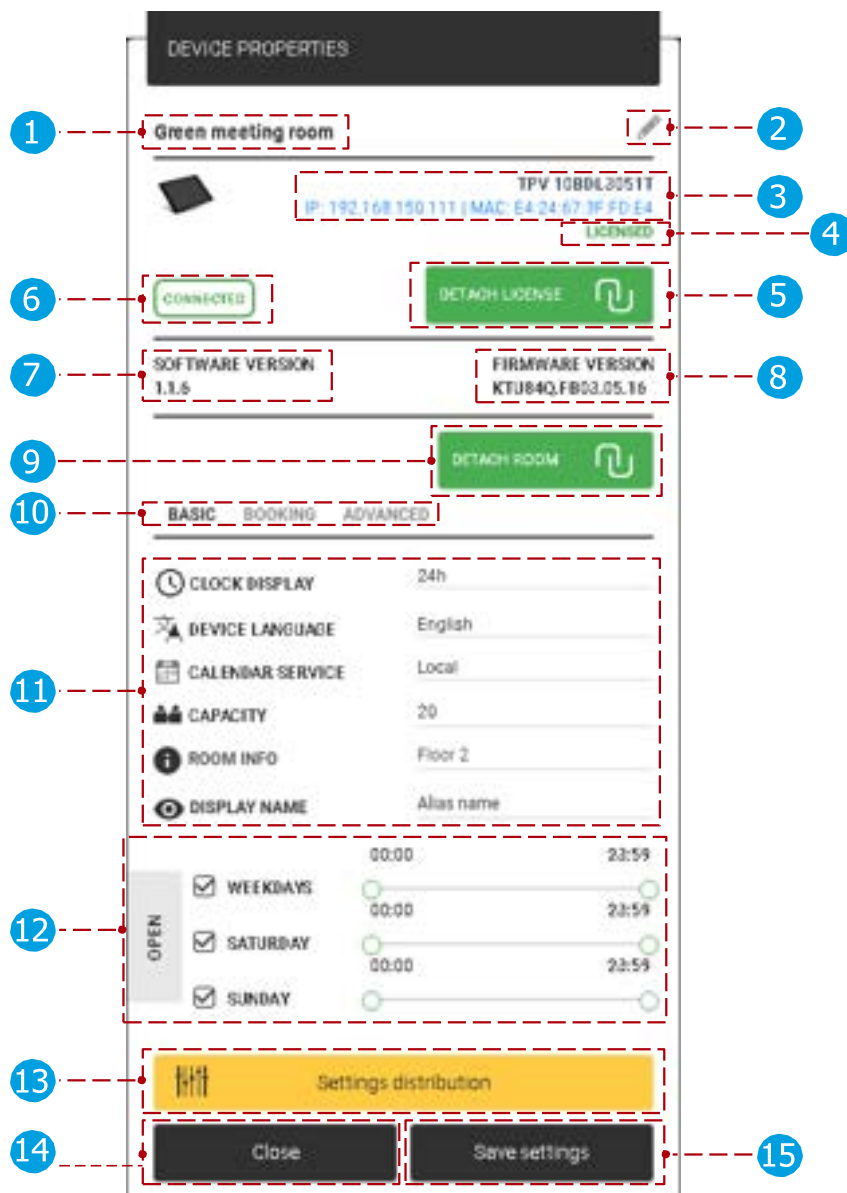 DEVICE PROPERTIES
1 Green meeting room 2
TPV 10BDL3051T 3
IP: 192.168.150.111 | MAC: E4:24:67:3F:FD:E4
LICENSED 4
6 CONNECTED DETACH LICENSE 5
SOFTWARE VERSION FIRMWARE VERSION
7 1.1.6 KTU84Q.FB03.05.16 8
9 DETACH ROOM
10 BASIC BOOKING ADVANCED
CLOCK DISPLAY 24h
DEVICE LANGUAGE English
CALENDAR SERVICE Local
11
CAPACITY 20
ROOM INFO Floor 2
DISPLAY NAME Alias name
00:00 23:59
WEEKDAYS
00:00 23:59
12 OPEN SATURDAY
00:00 23:59
SUNDAY
13 Settings distribution
14 Close Save settings 15